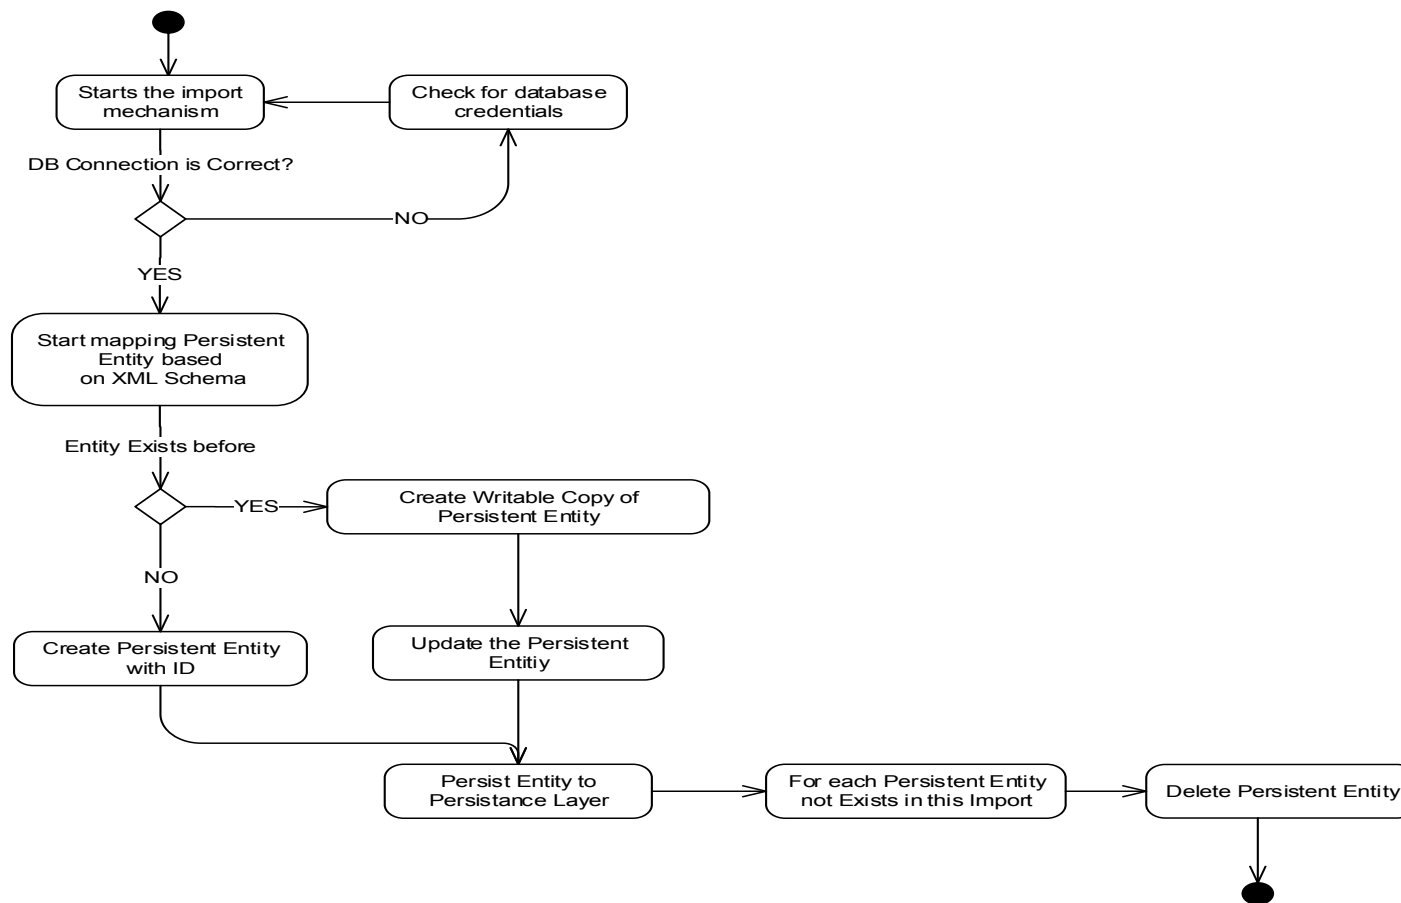 Starts the import
mechanism
Check for database
credentials
DB Connection is Correct?
NO
YES
Start mapping Persistent
Entity based
on XML Schema
Entity Exists before
YES
Create Writable Copy of
Persistent Entity
NO
Create Persistent Entity
with ID
Update the Persistent
Entitiy
Persist Entity to
Persistance Layer
For each Persistent Entity
not Exists in this Import
Delete Persistent Entity